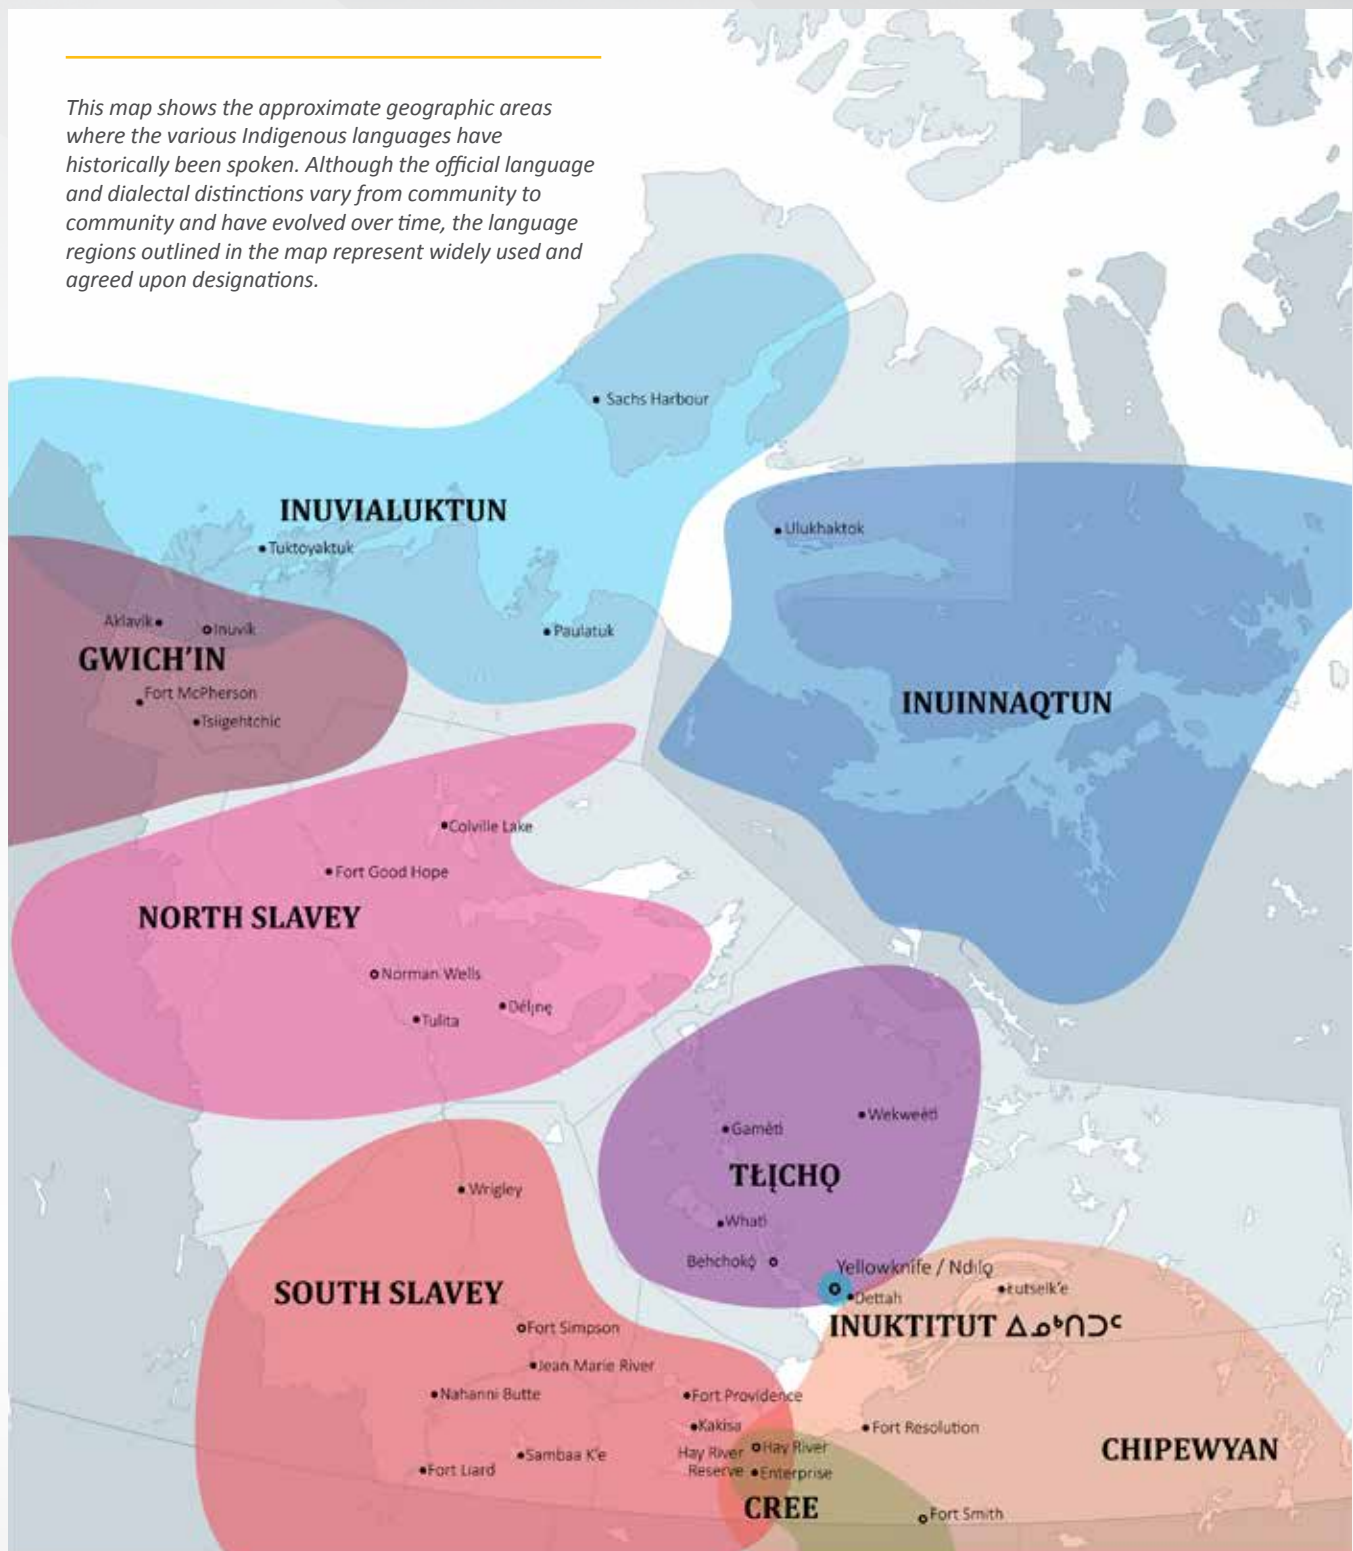 This map shows the approximate geographic areas
where the various Indigenous languages have
historically been spoken. Although the official language
and dialectal distinctions vary from community to
community and have evolved over time, the language
regions outlined in the map represent widely used and
agreed upon designations.
Sachs Harbour
INUVIALUKTUN
Ulukhaktok
Tuktoyaktuk
Aklavik
Inuvik
Paulatuk
GWICH’IN
Fort McPherson
INUINNAQTUN
Tsiigehtchic
Colville Lake
Fort Good Hope
NORTH SLAVEY
Norman Wells
Délı̨nę
Tulita
Wekweètì
Gamètì
TŁĮCHǪ
Wrigley
Whatì
Behchokǫ̀
Yellowknife / Ndilǫ
SOUTH SLAVEY
Dettah
Łutselk'e
INUKTITUT ᐃᓄᒃᑎᑐᑦ
Fort Simpson
Jean Marie River
Nahanni Butte
Fort Providence
Kakisa
Fort Resolution
Hay River
Reserve
Hay River
CHIPEWYAN
Sambaa K'e
Fort Liard
Enterprise
CREE
Fort Smith